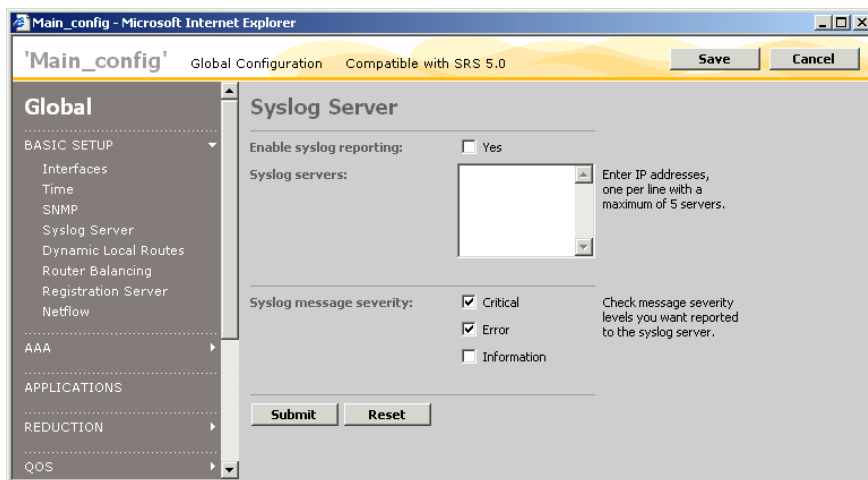 Main_config - Microsoft Internet Explorer
'Main_config' Global Configuration Compatible with SRS 5.0 Save Cancel
Global
BASIC SETUP
Interfaces
Time
SNMP
Syslog Server
Dynamic Local Routes
Router Balancing
Registration Server
Netflow
AAA
APPLICATIONS
REDUCTION
QOS
Syslog Server
Enable syslog reporting: Yes
Syslog servers:
Enter IP addresses,
one per line with a
maximum of 5 servers.
Syslog message severity:
Critical
Error
Information
Check message severity
levels you want reported
to the syslog server.
Submit Reset